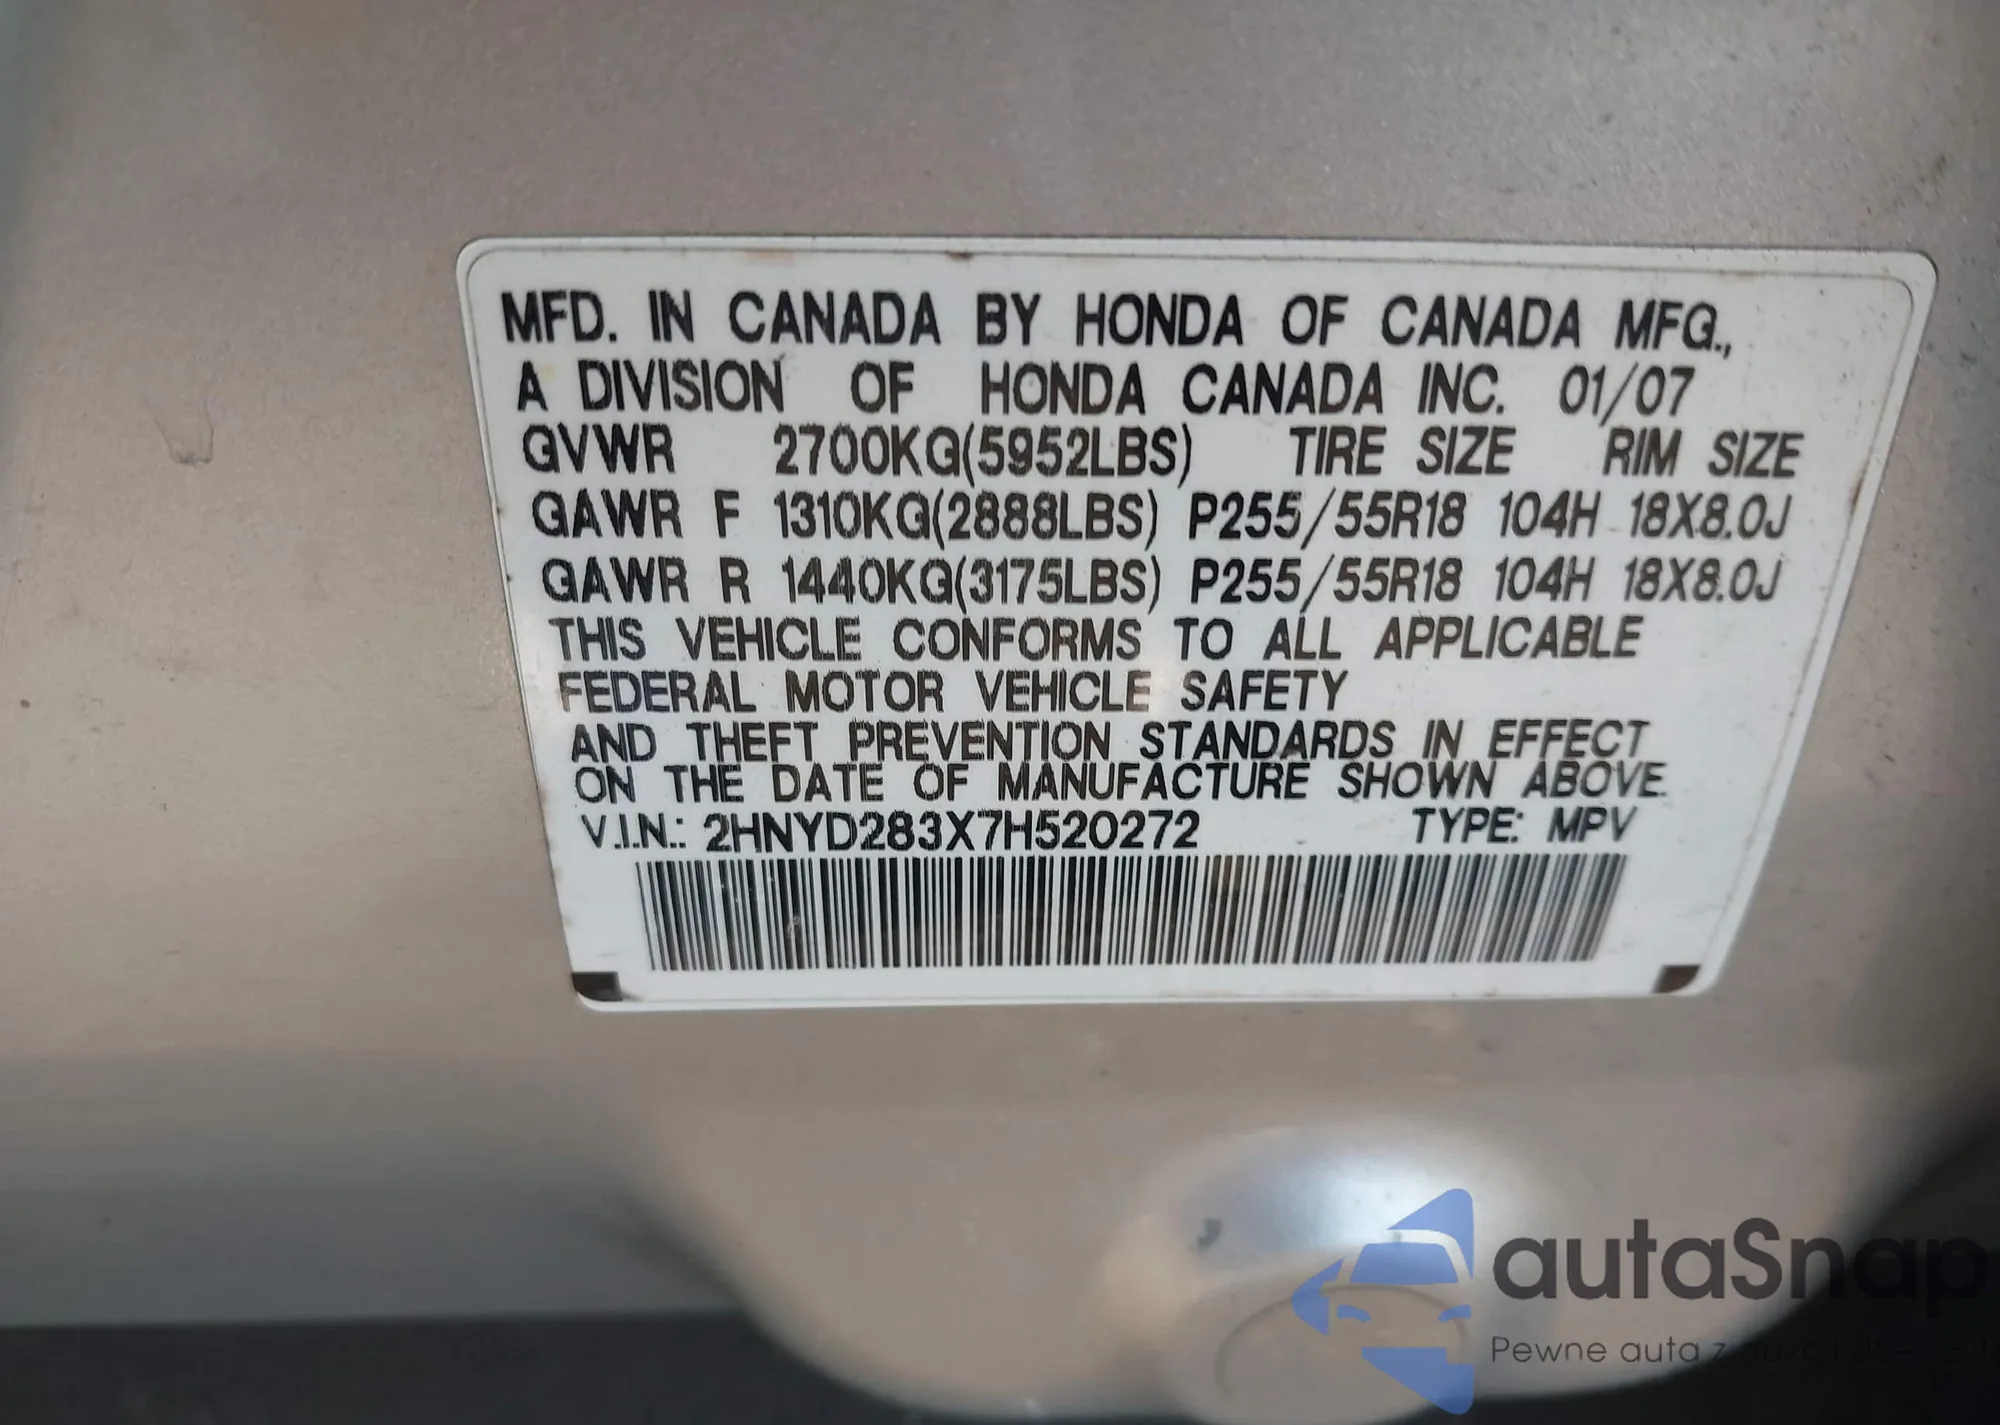 MFD. IN CANADA BY HONDA OF CANADA MFG.,
A DIVISION OF HONDA CANADA INC. 01/07
GVWR 2700KG(5952LBS) TIRE SIZE RIM SIZE
GAWR F 1310KG(2888LBS) P255/55R18 104H 18X8.0J
GAWR R 1440KG(3175LBS) P255/55R18 104H 18X8.0J
THIS VEHICLE CONFORMS TO ALL APPLICABLE
FEDERAL MOTOR VEHICLE SAFETY
AND THEFT PREVENTION STANDARDS IN EFFECT
ON THE DATE OF MANUFACTURE SHOWN ABOVE.
V.I.N.: 2HNYD283X7H520272 TYPE: MPV
autaSnap
Pewne auta z